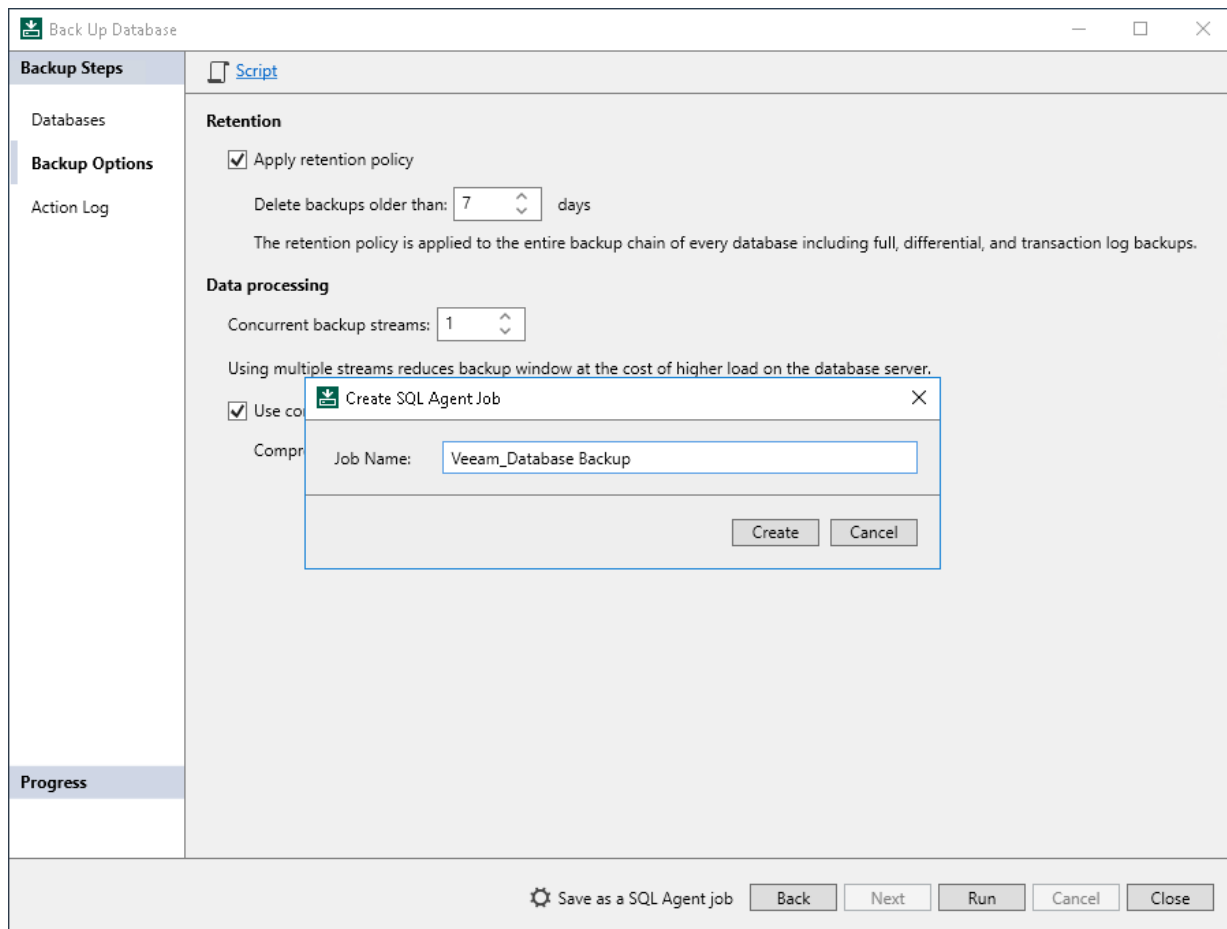 Back Up Database
Backup Steps
Script
Databases
Backup Options
Action Log
Retention
Apply retention policy
Delete backups older than: 7 days
The retention policy is applied to the entire backup chain of every database including full, differential, and transaction log backups.
Data processing
Concurrent backup streams: 1
Using multiple streams reduces backup window at the cost of higher load on the database server.
Use
Create SQL Agent Job
Job Name: Veeam_Database Backup
Create Cancel
Progress
Save as a SQL Agent job Back Next Run Cancel Close